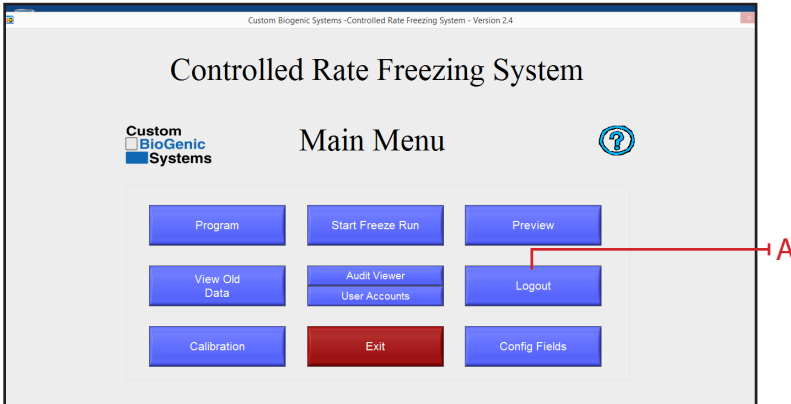 Custom Biogenic Systems -Controlled Rate Freezing System - Version 2.4
Controlled Rate Freezing System
Custom
BioGenic
Systems
Main Menu
?
Program
Start Freeze Run
Preview
View Old
Data
Audit Viewer
User Accounts
Logout
A
Calibration
Exit
Config Fields